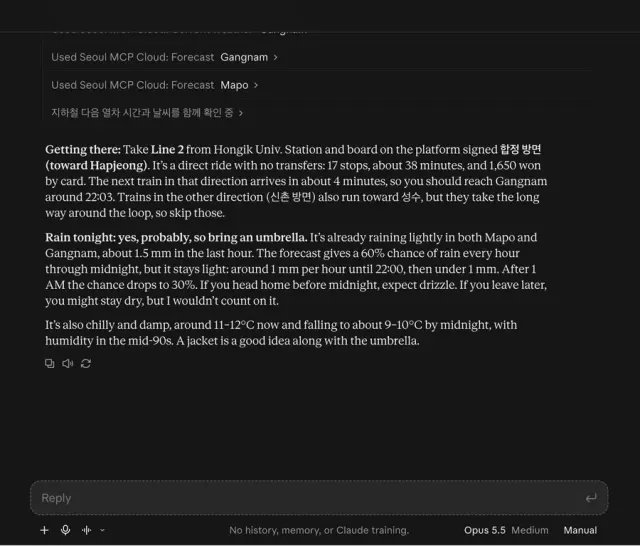 Used Seoul MCP Cloud: Forecast Gangnam
Used Seoul MCP Cloud: Forecast Mapo
지하철 다음 열차 시간과 날씨를 함께 확인 중
Getting there: Take Line 2 from Hongik Univ. Station and board on the platform signed 합정 방면
(toward Hapjeong). It's a direct ride with no transfers: 17 stops, about 38 minutes, and 1,650 won
by card. The next train in that direction arrives in about 4 minutes, so you should reach Gangnam
around 22:03. Trains in the other direction (신촌 방면) also run toward 성수, but they take the long
way around the loop, so skip those.
Rain tonight: yes, probably, so bring an umbrella. It's already raining lightly in both Mapo and
Gangnam, about 1.5 mm in the last hour. The forecast gives a 60% chance of rain every hour
through midnight, but it stays light: around 1 mm per hour until 22:00, then under 1 mm. After 1
AM the chance drops to 30%. If you head home before midnight, expect drizzle. If you leave later,
you might stay dry, but I wouldn't count on it.
It's also chilly and damp, around 11–12°C now and falling to about 9–10°C by midnight, with
humidity in the mid-90s. A jacket is a good idea along with the umbrella.
Reply
No history, memory, or Claude training.
Opus 5.5 Medium
Manual